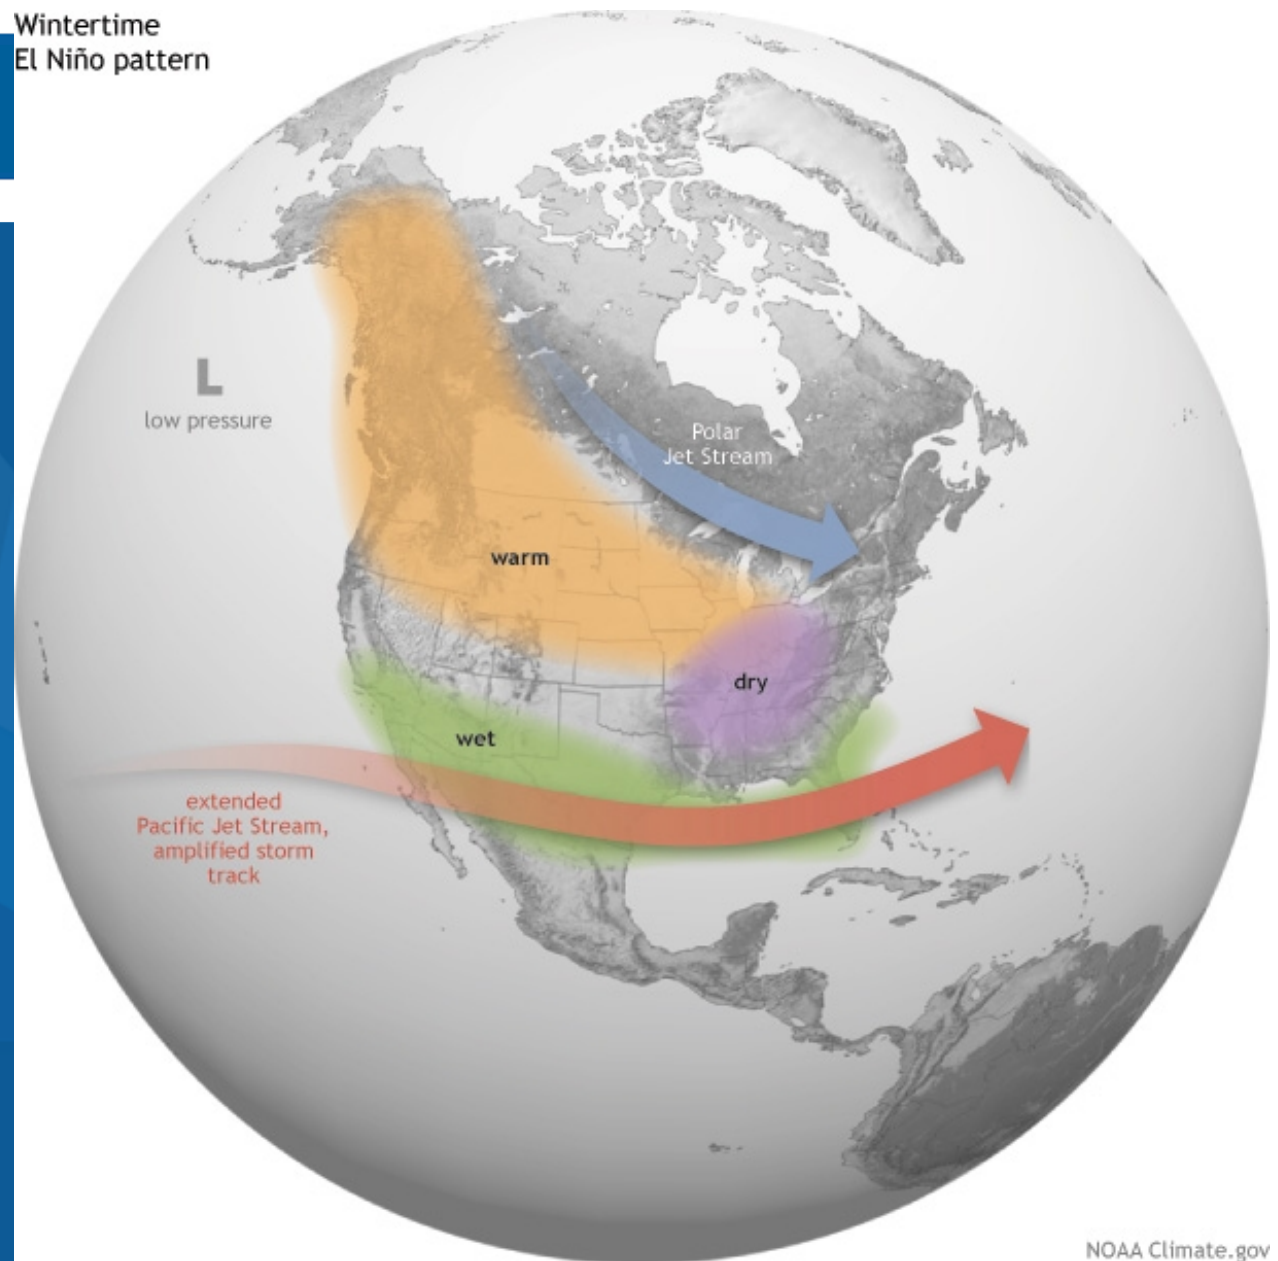 Wintertime
El Niño pattern
L
low pressure
Polar
Jet Stream
warm
dry
wet
extended
Pacific Jet Stream,
amplified storm
track
NOAA Climate.gov